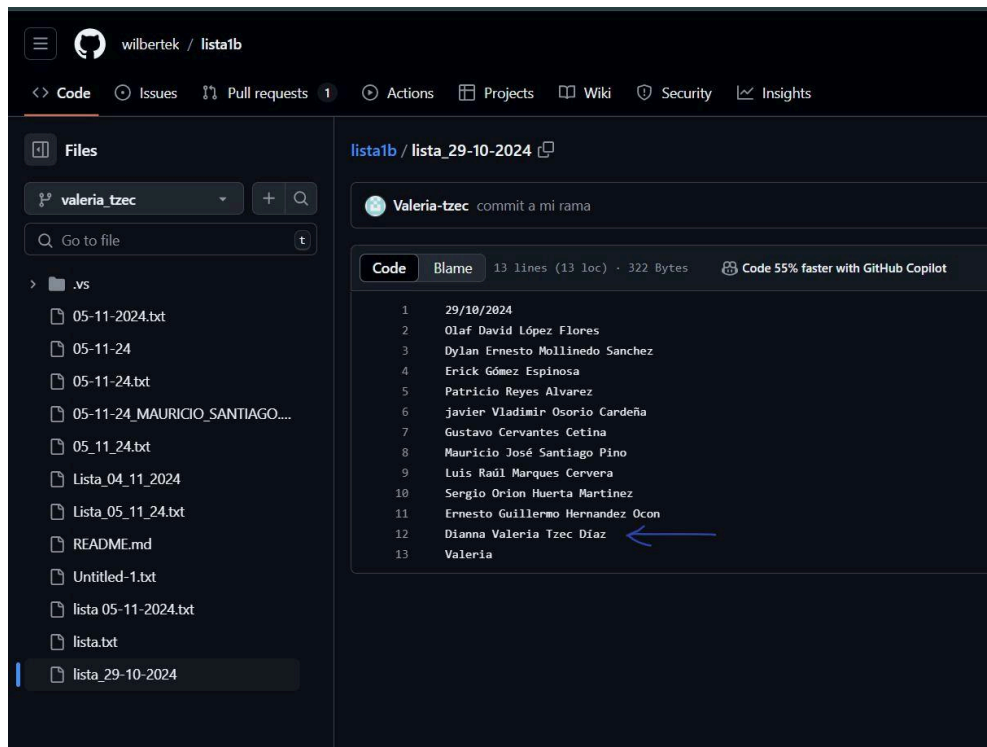 wilbertek / lista1b
Code Issues Pull requests 1 Actions Projects Wiki Security Insights
Files
valeria_tzec
Go to file t
.vs
05-11-2024.txt
05-11-24
05-11-24.txt
05-11-24_MAURICIO_SANTIAGO....
05_11_24.txt
Lista_04_11_2024
Lista_05_11_24.txt
README.md
Untitled-1.txt
lista 05-11-2024.txt
lista.txt
lista_29-10-2024
lista1b / lista_29-10-2024
Valeria-tzec commit a mi rama
Code Blame 13 lines (13 loc) · 322 Bytes Code 55% faster with GitHub Copilot
1 29/10/2024
2 Olaf David López Flores
3 Dylan Ernesto Mollinedo Sanchez
4 Erick Gómez Espinosa
5 Patricio Reyes Alvarez
6 javier Vladimir Osorio Cardeña
7 Gustavo Cervantes Cetina
8 Mauricio José Santiago Pino
9 Luis Raúl Marques Cervera
10 Sergio Orion Huerta Martinez
11 Ernesto Guillermo Hernandez Ocon
12 Dianna Valeria Tzec Díaz
13 Valeria